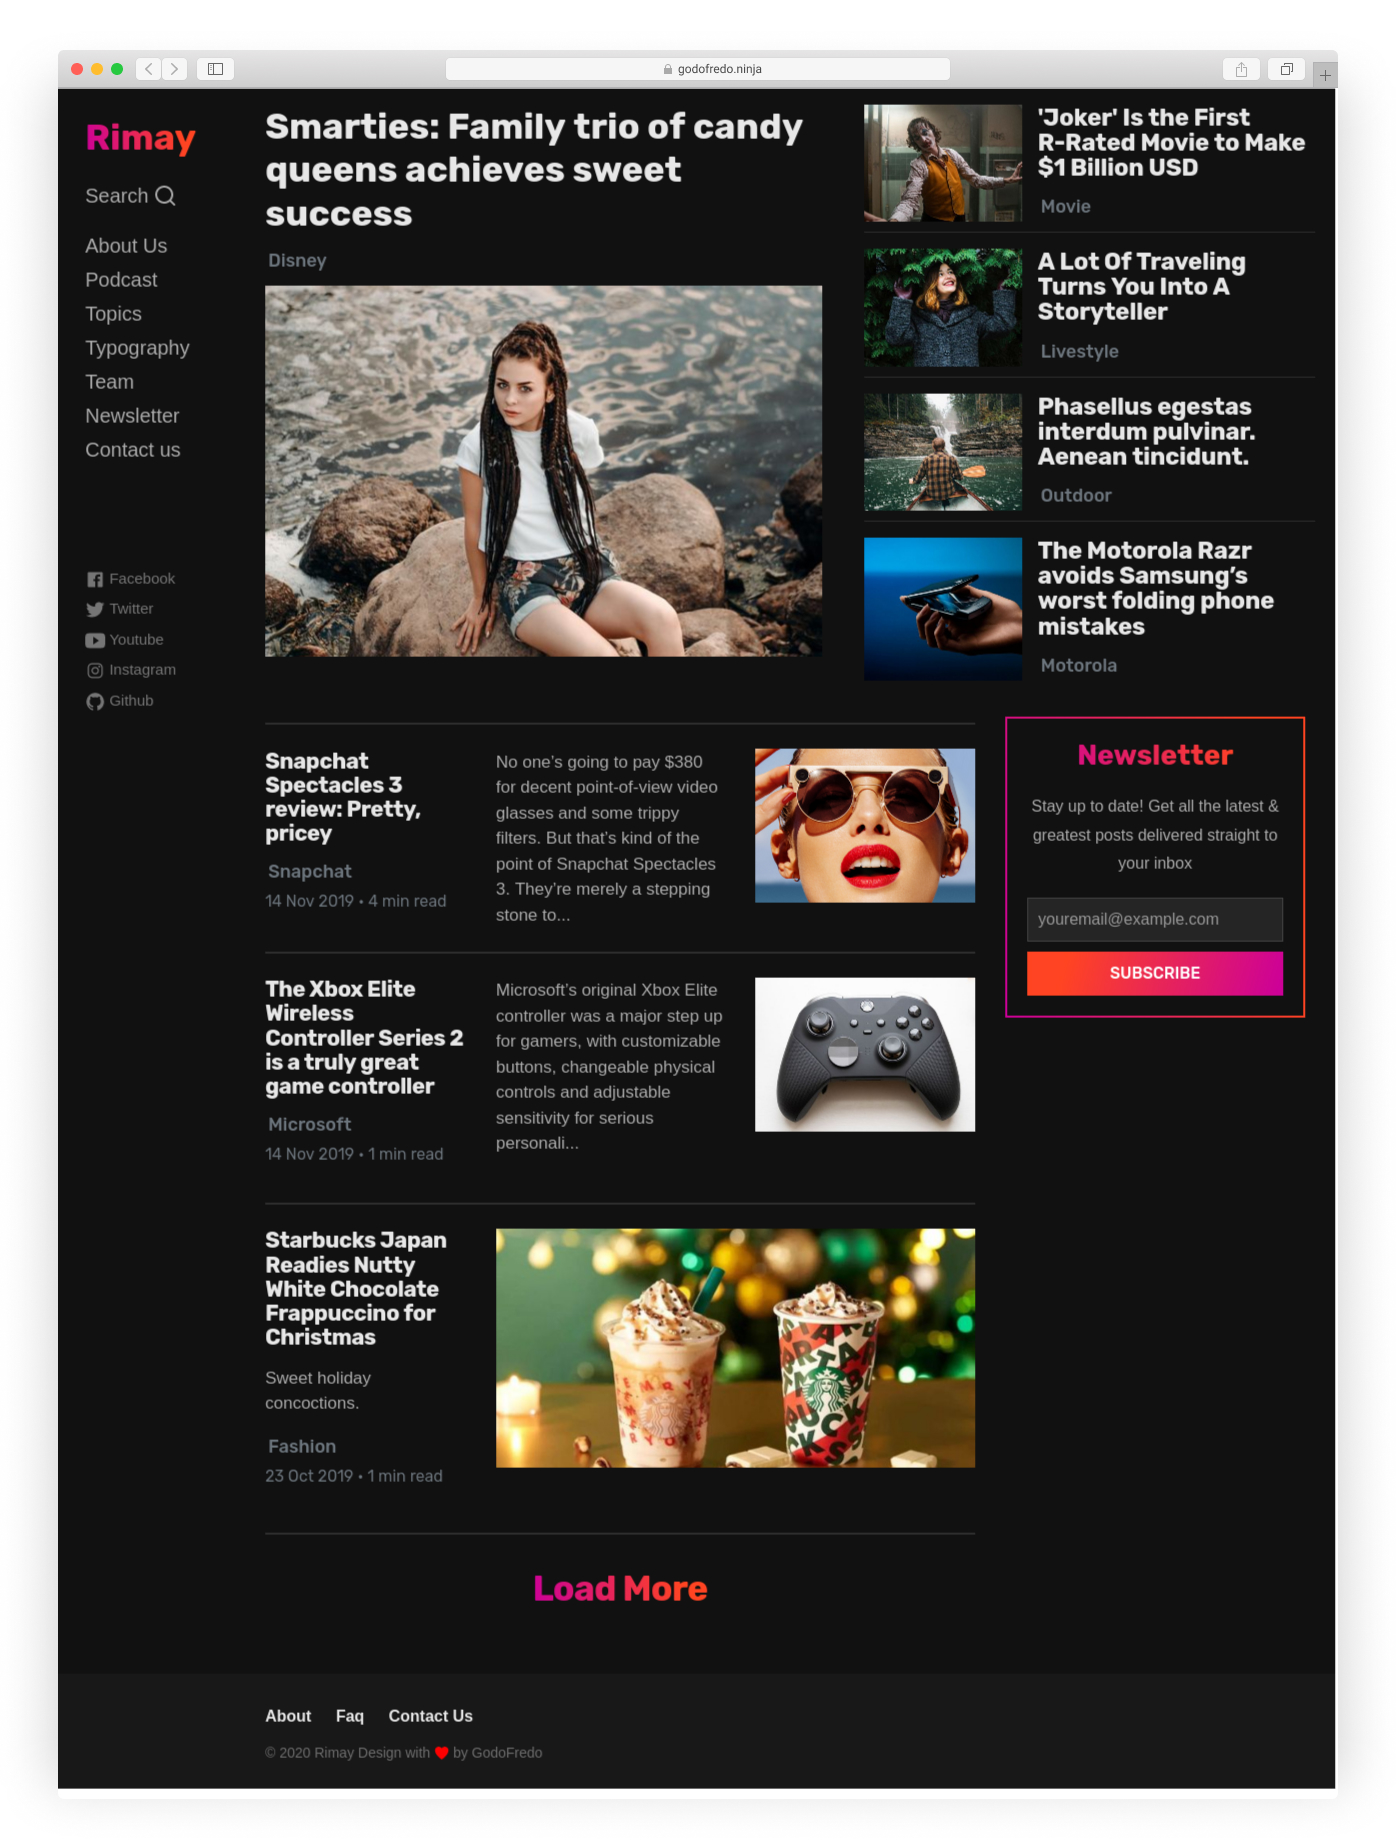 godofredo.ninja
Rimay
Search
About Us
Podcast
Topics
Typography
Team
Newsletter
Contact us
Facebook
Twitter
Youtube
Instagram
Github
Smarties: Family trio of candy
queens achieves sweet
success
Disney
'Joker' Is the First
R-Rated Movie to Make
$1 Billion USD
Movie
A Lot Of Traveling
Turns You Into A
Storyteller
Livestyle
Phasellus egestas
interdum pulvinar.
Aenean tincidunt.
Outdoor
The Motorola Razr
avoids Samsung’s
worst folding phone
mistakes
Motorola
Snapchat
Spectacles 3
review: Pretty,
pricey
Snapchat
14 Nov 2019 • 4 min read
No one’s going to pay $380
for decent point-of-view video
glasses and some trippy
filters. But that’s kind of the
point of Snapchat Spectacles
3. They’re merely a stepping
stone to...
Newsletter
Stay up to date! Get all the latest &
greatest posts delivered straight to
your inbox
youremail@example.com
SUBSCRIBE
The Xbox Elite
Wireless
Controller Series 2
is a truly great
game controller
Microsoft
14 Nov 2019 • 1 min read
Microsoft’s original Xbox Elite
controller was a major step up
for gamers, with customizable
buttons, changeable physical
controls and adjustable
sensitivity for serious
personali...
Starbucks Japan
Readies Nutty
White Chocolate
Frappuccino for
Christmas
Sweet holiday
concoctions.
Fashion
23 Oct 2019 • 1 min read
Load More
About Faq Contact Us
© 2020 Rimay Design with ❤ by GodoFredo